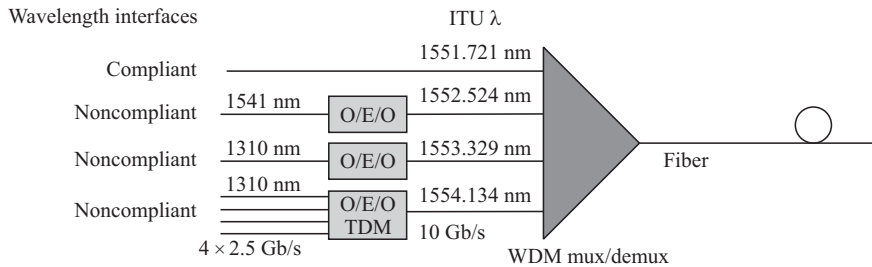 Wavelength interfaces
ITU λ
Compliant
1551.721 nm
Noncompliant
1541 nm
O/E/O
1552.524 nm
Noncompliant
1310 nm
O/E/O
1553.329 nm
Fiber
Noncompliant
1310 nm
O/E/O
TDM
1554.134 nm
4 × 2.5 Gb/s
10 Gb/s
WDM mux/demux